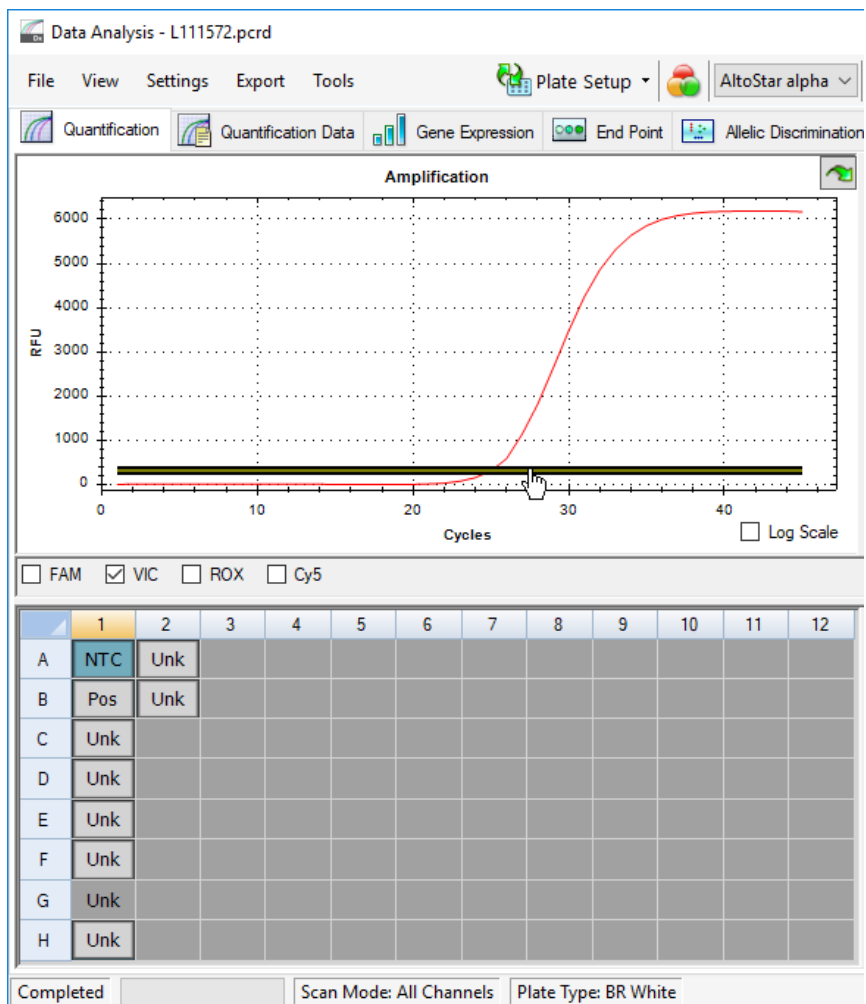 Data Analysis - L111572.pcrd
File View Settings Export Tools Plate Setup AltoStar alpha
Quantification Quantification Data Gene Expression End Point Allelic Discrimination
Amplification
6000
5000
4000
3000
2000
1000
0
RFU
0 10 20 30 40
Cycles
Log Scale
FAM VIC ROX Cy5
1 2 3 4 5 6 7 8 9 10 11 12
A NTC Unk
B Pos Unk
C Unk
D Unk
E Unk
F Unk
G Unk
H Unk
Completed Scan Mode: All Channels Plate Type: BR White